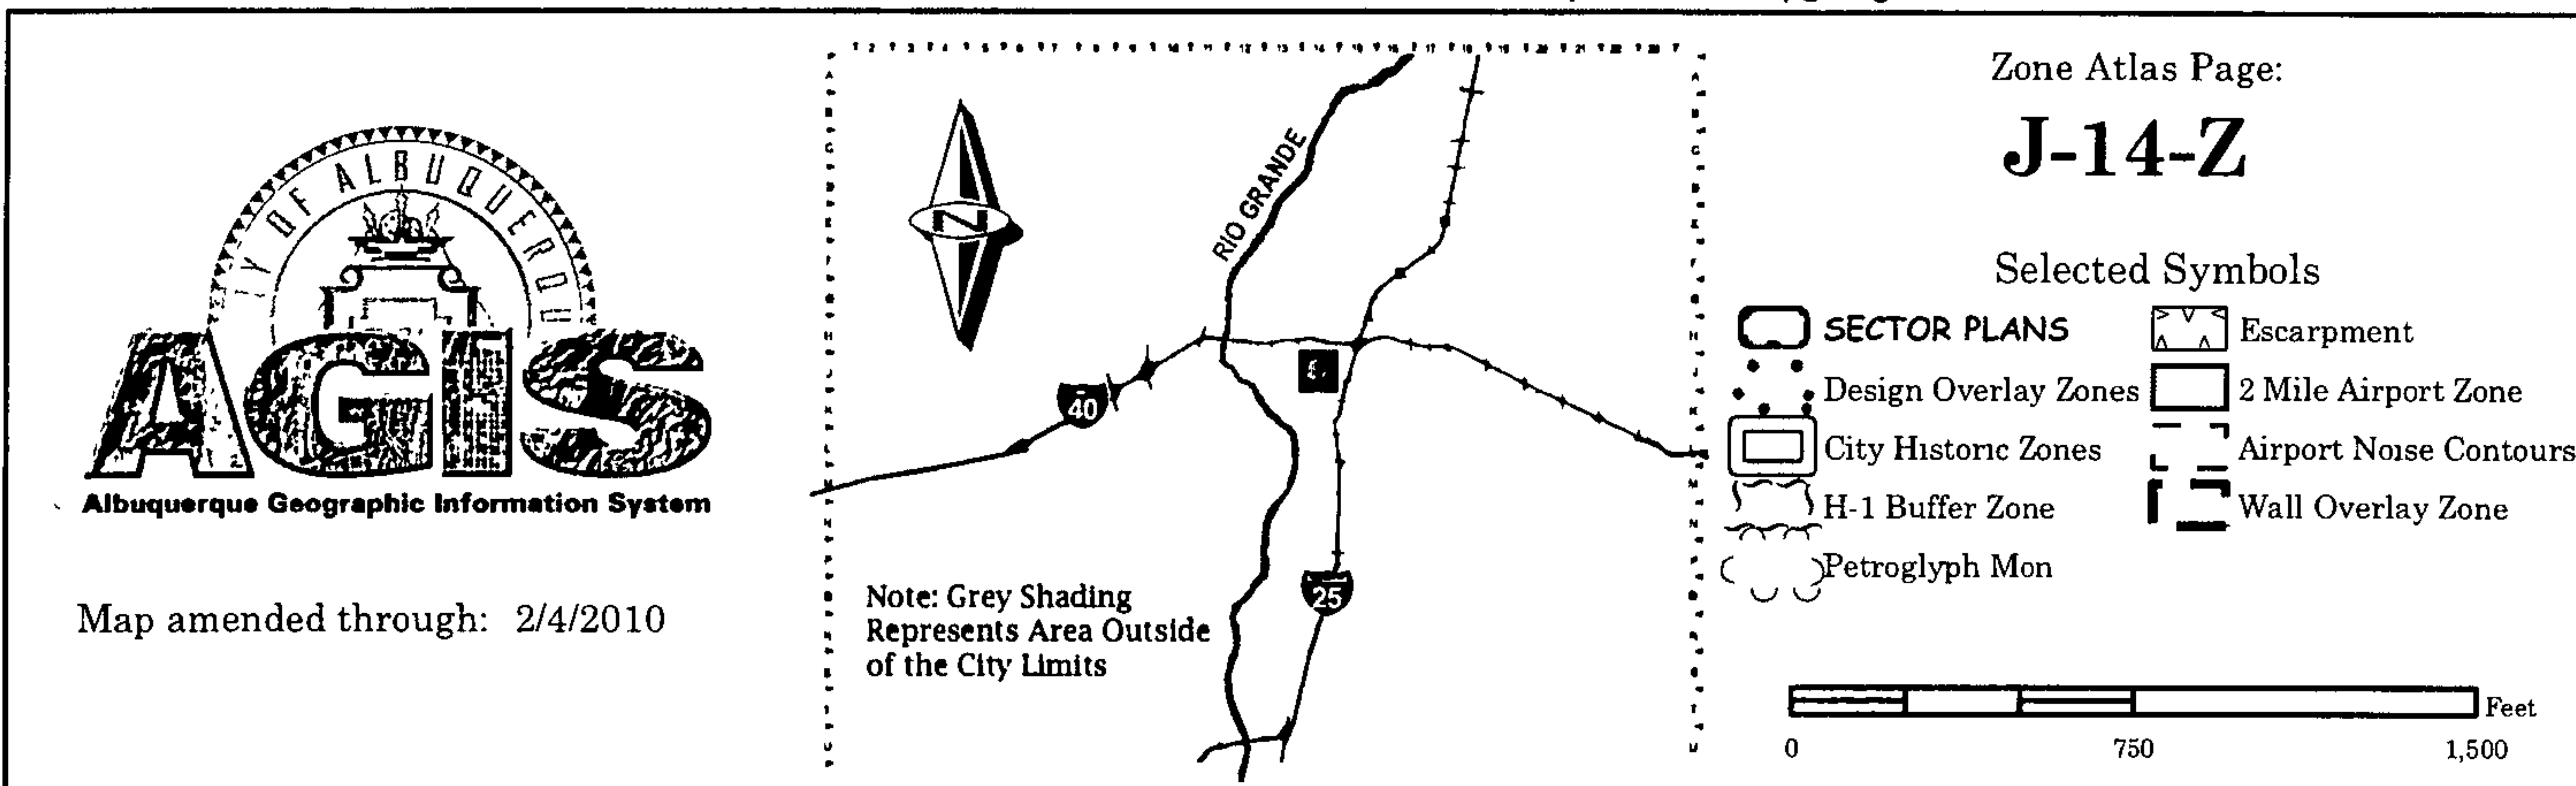 CITY OF ALBUQUERQUE
AGIS
Albuquerque Geographic Information System
Map amended through: 2/4/2010
RIO GRANDE
N
40
25
Note: Grey Shading
Represents Area Outside
of the City Limits
Zone Atlas Page:
J-14-Z
Selected Symbols
SECTOR PLANS
Escarpment
Design Overlay Zones
2 Mile Airport Zone
City Historic Zones
Airport Noise Contours
H-1 Buffer Zone
Wall Overlay Zone
Petroglyph Mon
Feet
0 750 1,500